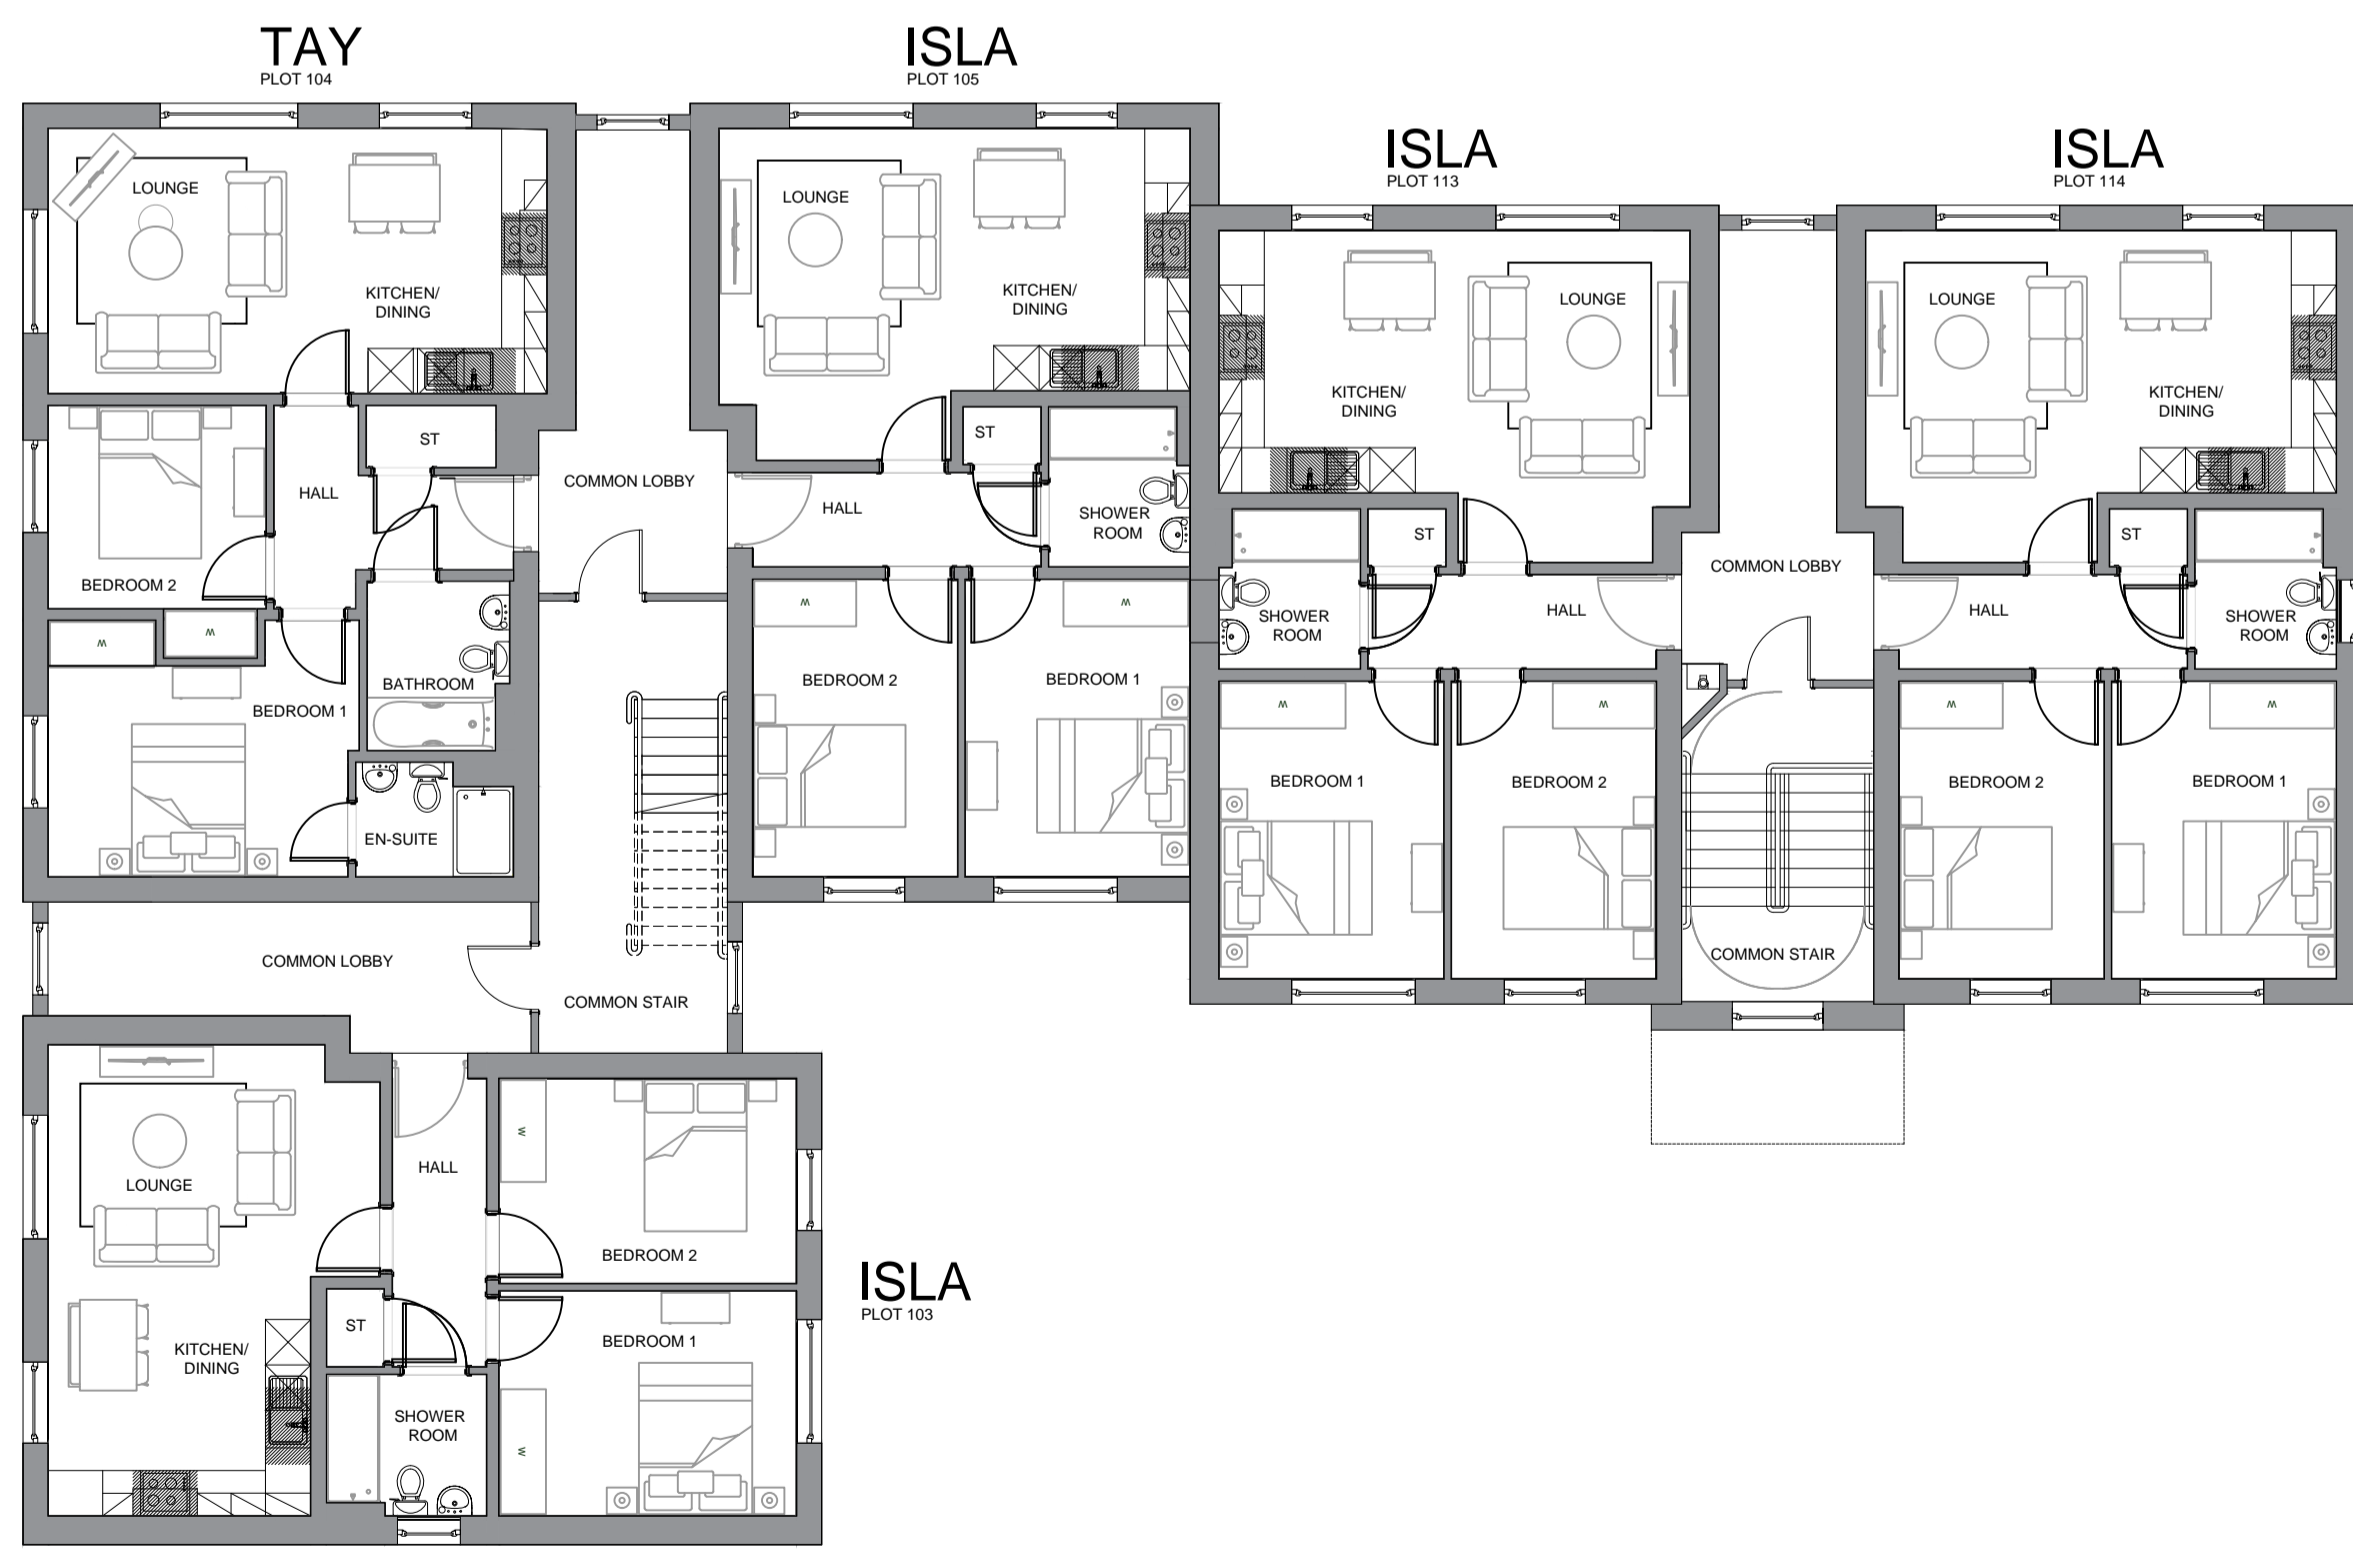 TAY
PLOT 104
LOUNGE
KITCHEN/
DINING
ST
HALL
BEDROOM 2
W
W
BATHROOM
BEDROOM 1
EN-SUITE
COMMON LOBBY
COMMON LOBBY
COMMON STAIR
ISLA
PLOT 105
LOUNGE
KITCHEN/
DINING
ST
HALL
SHOWER
ROOM
W
W
BEDROOM 2
BEDROOM 1
ISLA
PLOT 113
KITCHEN/
DINING
LOUNGE
ST
SHOWER
ROOM
HALL
W
W
BEDROOM 1
BEDROOM 2
COMMON LOBBY
COMMON STAIR
ISLA
PLOT 114
LOUNGE
KITCHEN/
DINING
ST
HALL
SHOWER
ROOM
W
W
BEDROOM 2
BEDROOM 1
ISLA
PLOT 103
HALL
W
LOUNGE
BEDROOM 2
ST
KITCHEN/
DINING
BEDROOM 1
SHOWER
ROOM
W